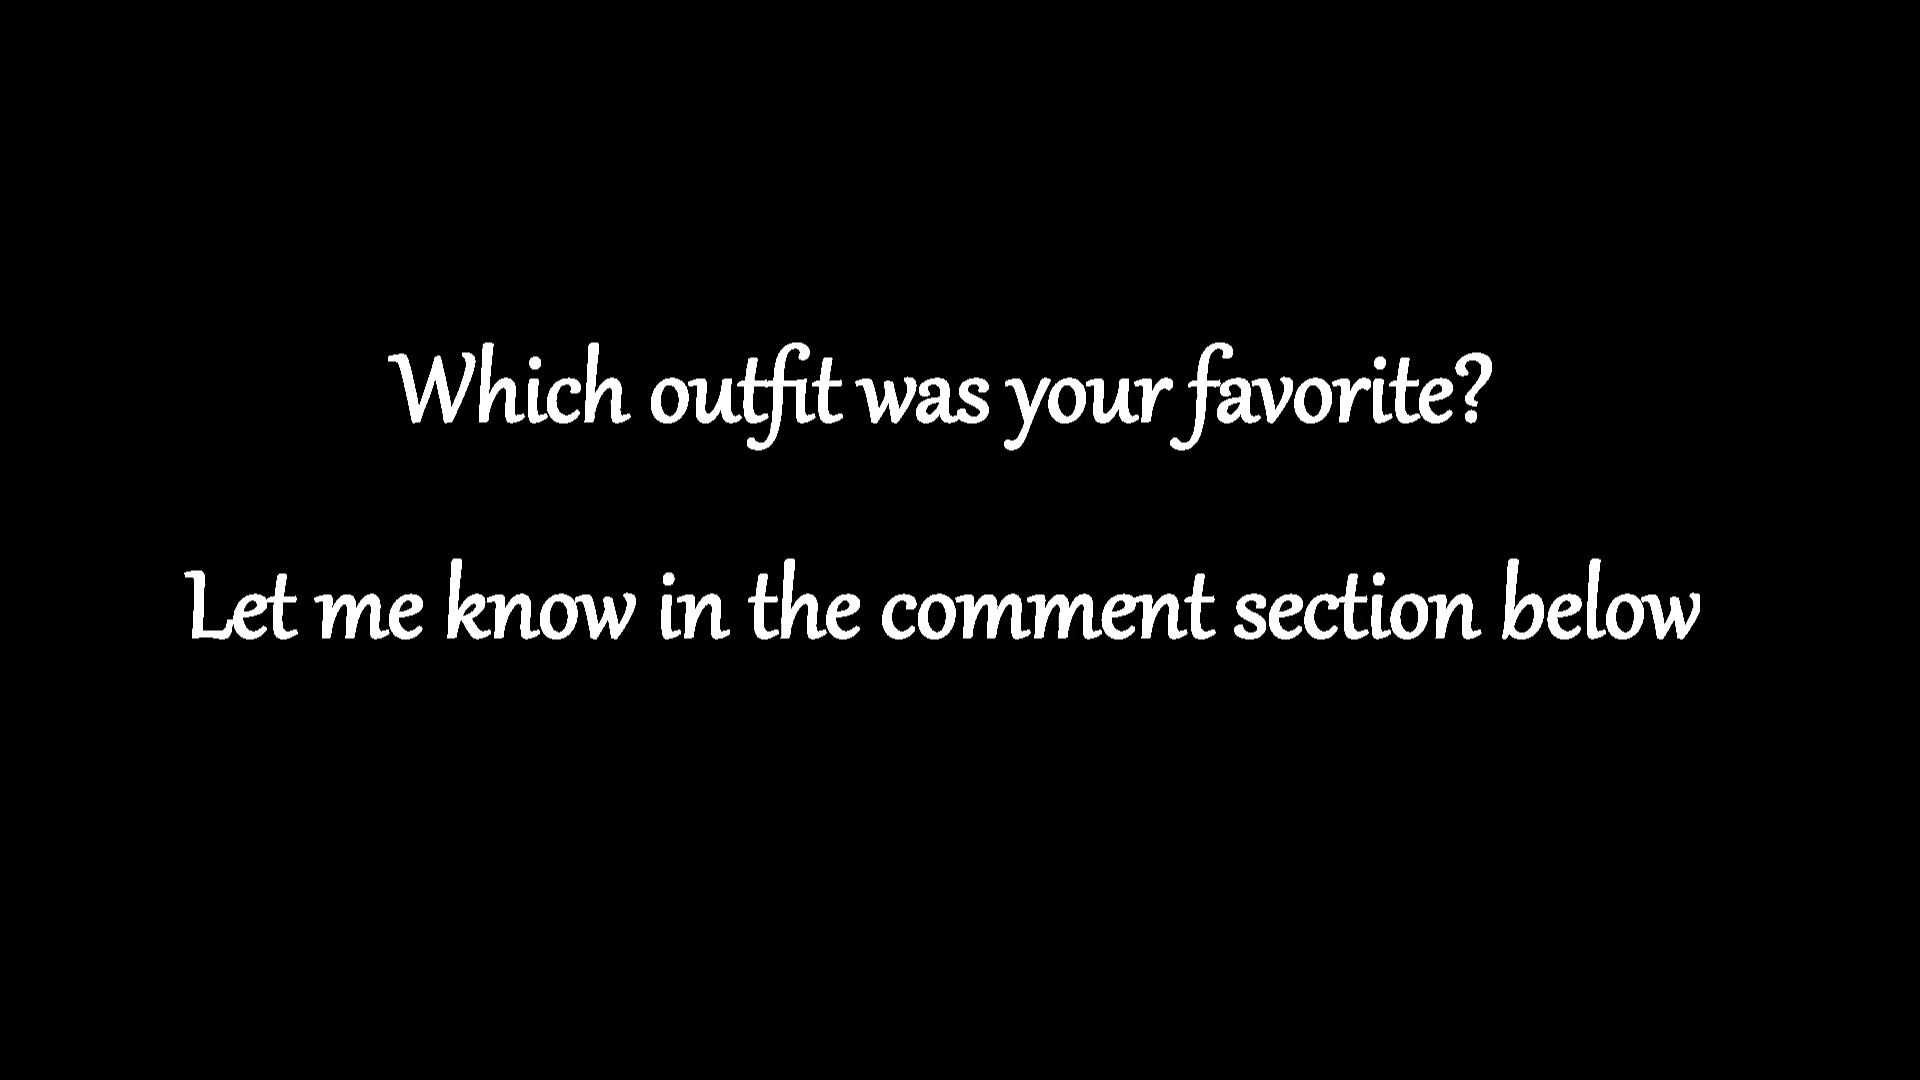 Which outfit was your favorite?
Let me know in the comment section below